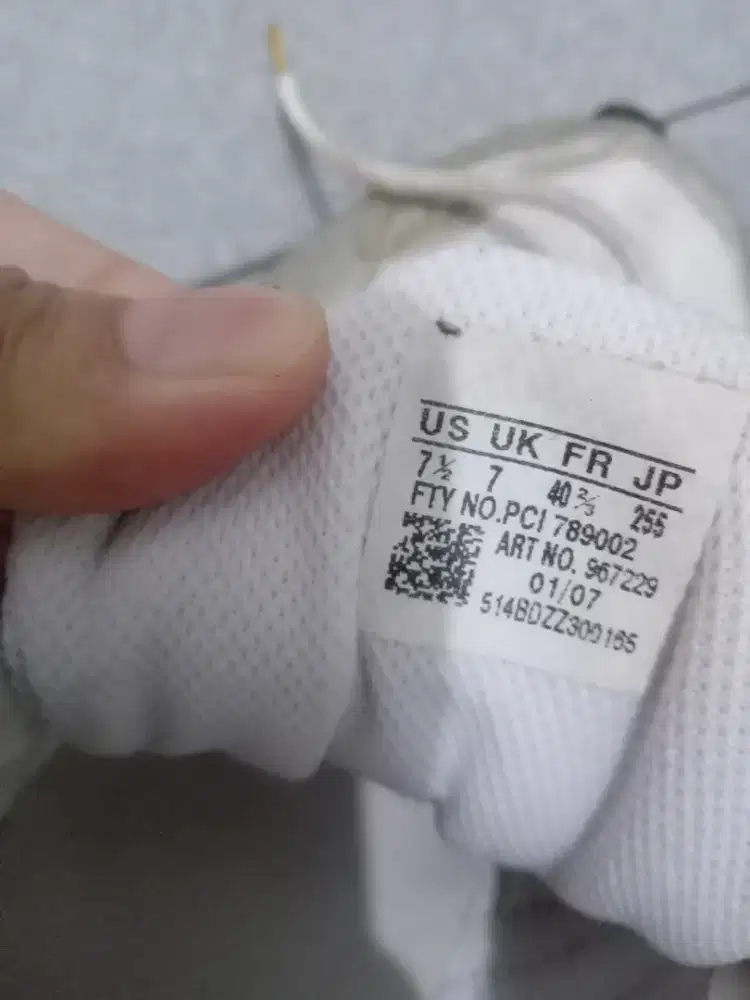 US UK FR JP
7½ 7 40⅔ 255
FTY NO.PCI 789002
ART NO. 967229
01/07
514BDZZ300165